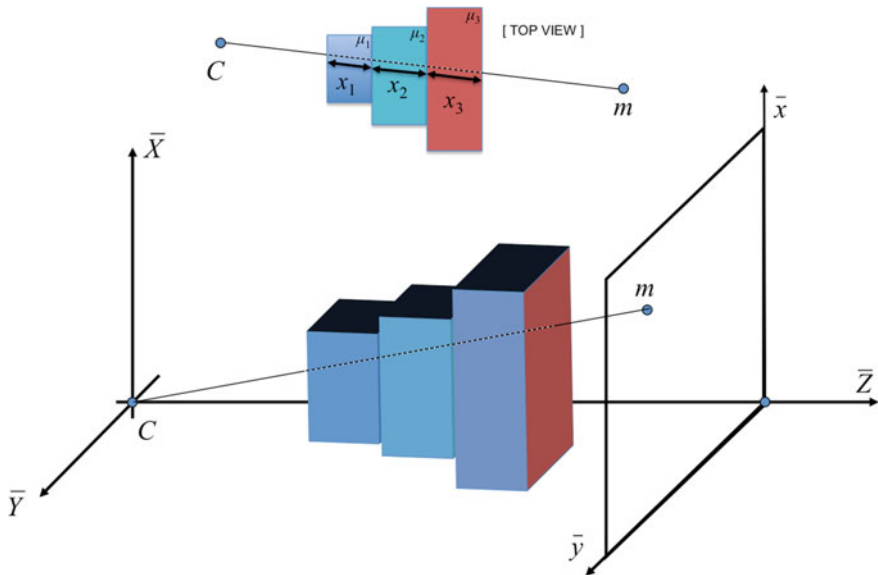 μ₁ μ₂ μ₃ [ TOP VIEW ]
C x₁ x₂ x₃ m
X̄ x̄
m
Z̄
C
Ȳ ȳ